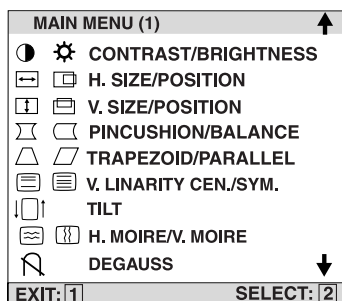 MAIN MENU (1)
CONTRAST/BRIGHTNESS
H. SIZE/POSITION
V. SIZE/POSITION
PINCUSHION/BALANCE
TRAPEZOID/PARALLEL
V. LINARITY CEN./SYM.
TILT
H. MOIRE/V. MOIRE
DEGAUSS
EXIT: 1 SELECT: 2